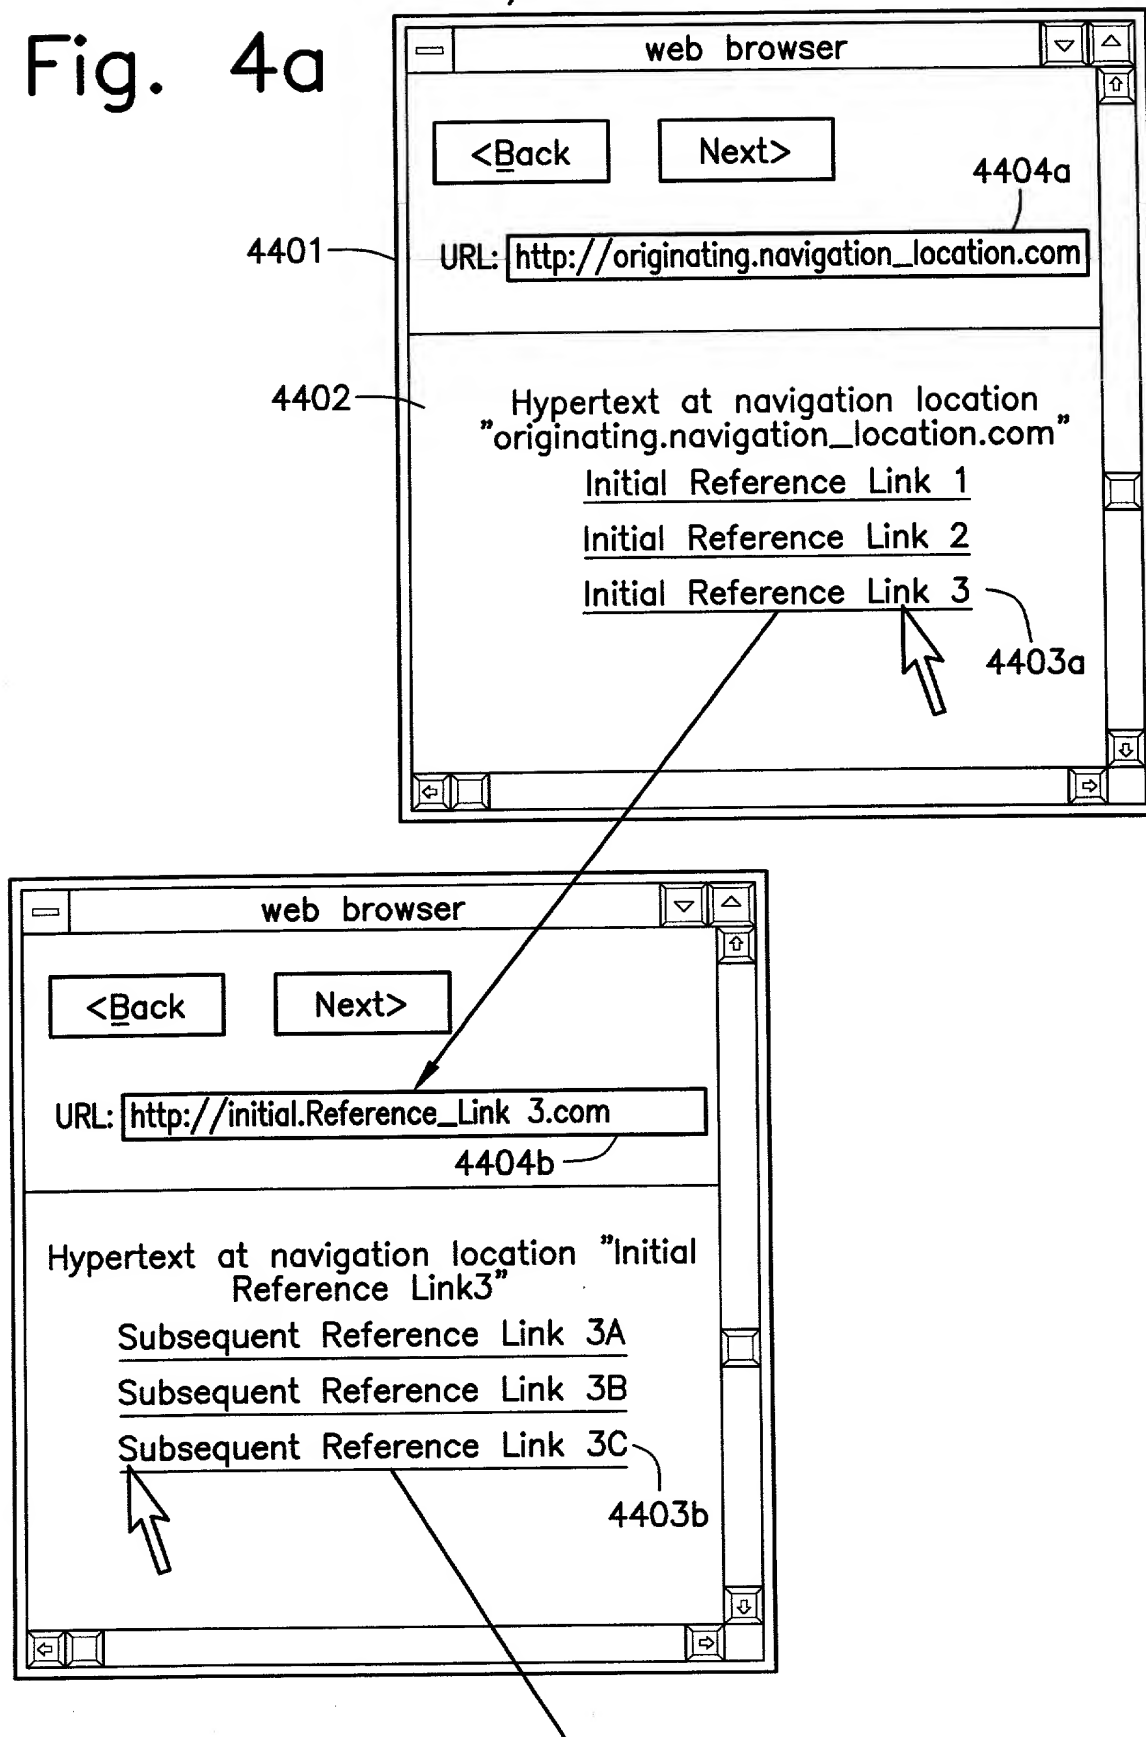 Fig. 4a
web browser
<Back
Next>
4404a
4401
URL: http://originating.navigation_location.com
4402
Hypertext at navigation location
"originating.navigation_location.com"
Initial Reference Link 1
Initial Reference Link 2
Initial Reference Link 3
4403a
web browser
<Back
Next>
URL: http://initial.Reference_Link 3.com
4404b
Hypertext at navigation location "Initial
Reference Link3"
Subsequent Reference Link 3A
Subsequent Reference Link 3B
Subsequent Reference Link 3C
4403b